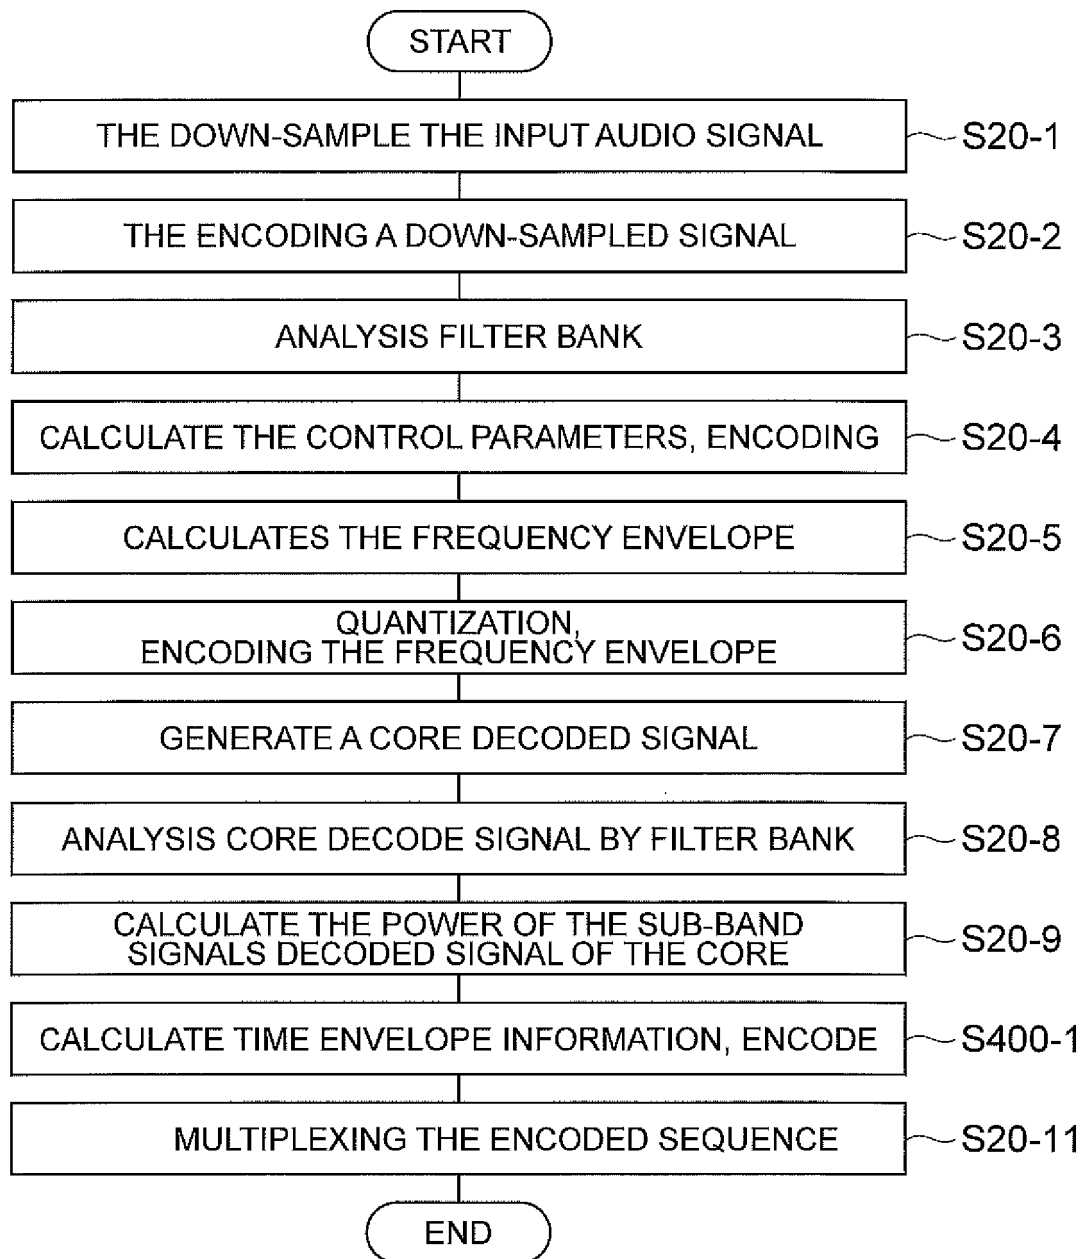 START
THE DOWN-SAMPLE THE INPUT AUDIO SIGNAL
S20-1
THE ENCODING A DOWN-SAMPLED SIGNAL
S20-2
ANALYSIS FILTER BANK
S20-3
CALCULATE THE CONTROL PARAMETERS, ENCODING
S20-4
CALCULATES THE FREQUENCY ENVELOPE
S20-5
QUANTIZATION,
ENCODING THE FREQUENCY ENVELOPE
S20-6
GENERATE A CORE DECODED SIGNAL
S20-7
ANALYSIS CORE DECODE SIGNAL BY FILTER BANK
S20-8
CALCULATE THE POWER OF THE SUB-BAND
SIGNALS DECODED SIGNAL OF THE CORE
S20-9
CALCULATE TIME ENVELOPE INFORMATION, ENCODE
S400-1
MULTIPLEXING THE ENCODED SEQUENCE
S20-11
END